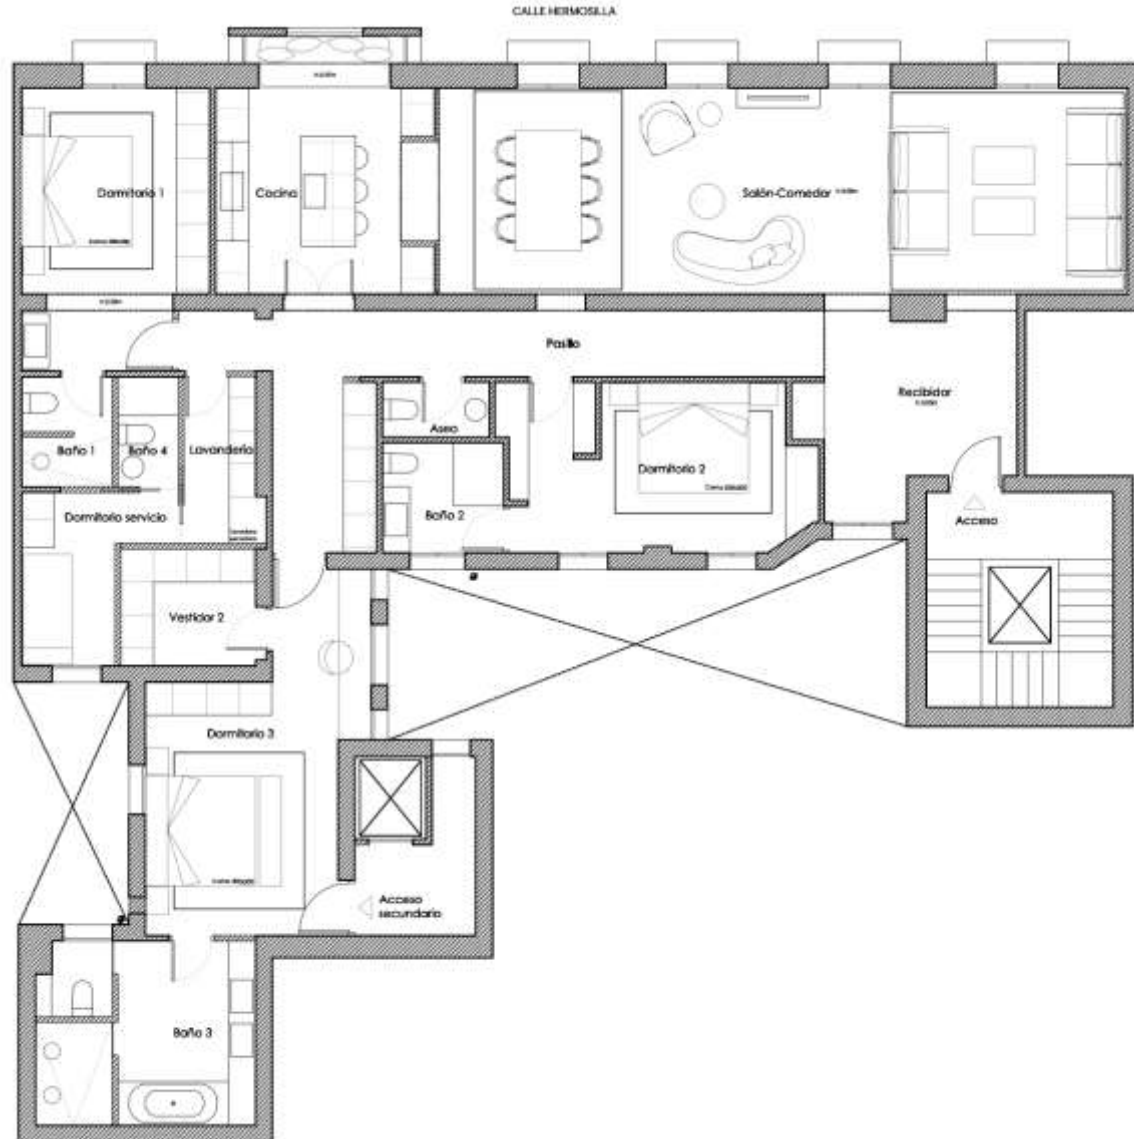 CALLE HERMOSILLA
Dormitorio 1
Cocina
Salón-Comedor
Pasillo
Recibidor
Aseo
Baño 1
Baño 4
Lavandería
Dormitorio 2
Dormitorio servicio
Baño 2
Acceso
Vestidor 2
Dormitorio 3
Acceso
secundario
Baño 3